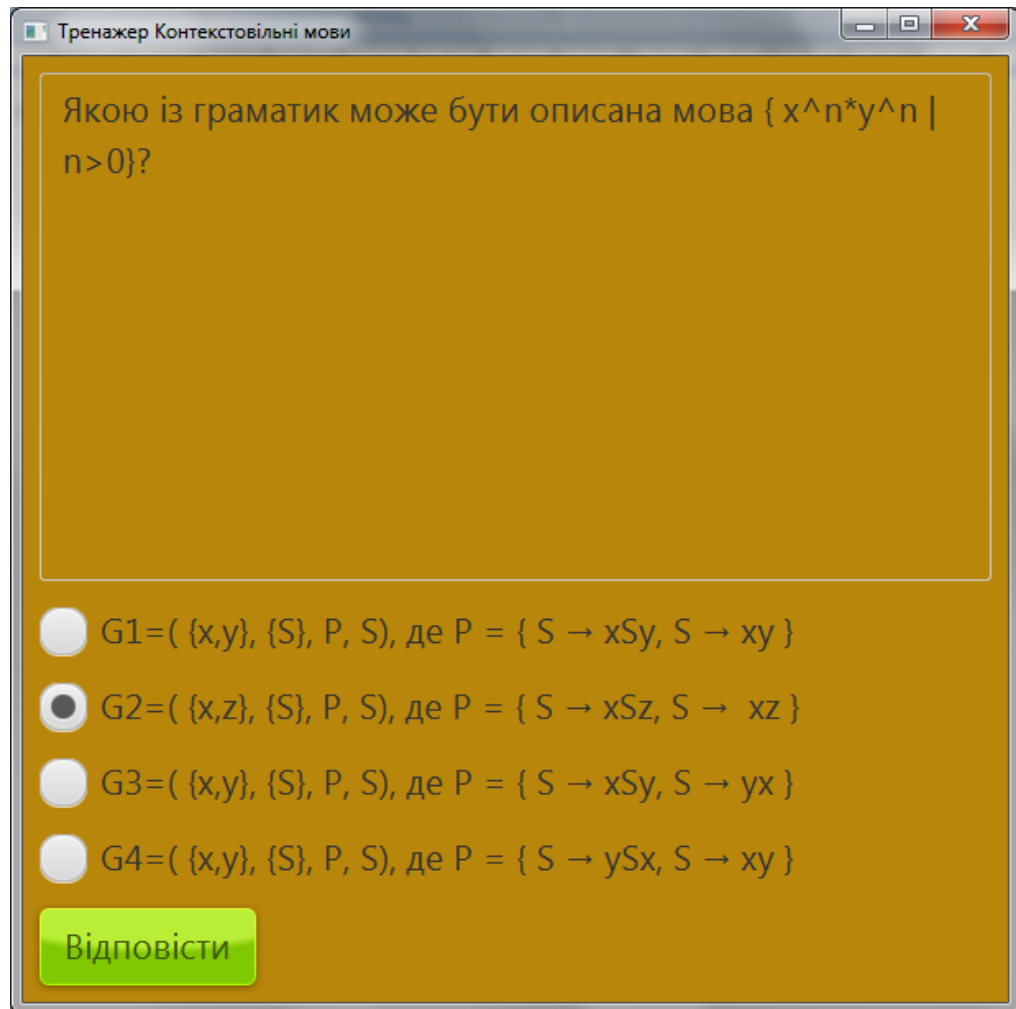 Тренажер Контекстовільні мови
Якою із граматик може бути описана мова { x^n*y^n |
n>0}?
G1=( {x,y}, {S}, P, S), де P = { S → xSy, S → xy }
G2=( {x,z}, {S}, P, S), де P = { S → xSz, S → xz }
G3=( {x,y}, {S}, P, S), де P = { S → xSy, S → yx }
G4=( {x,y}, {S}, P, S), де P = { S → ySx, S → xy }
Відповісти